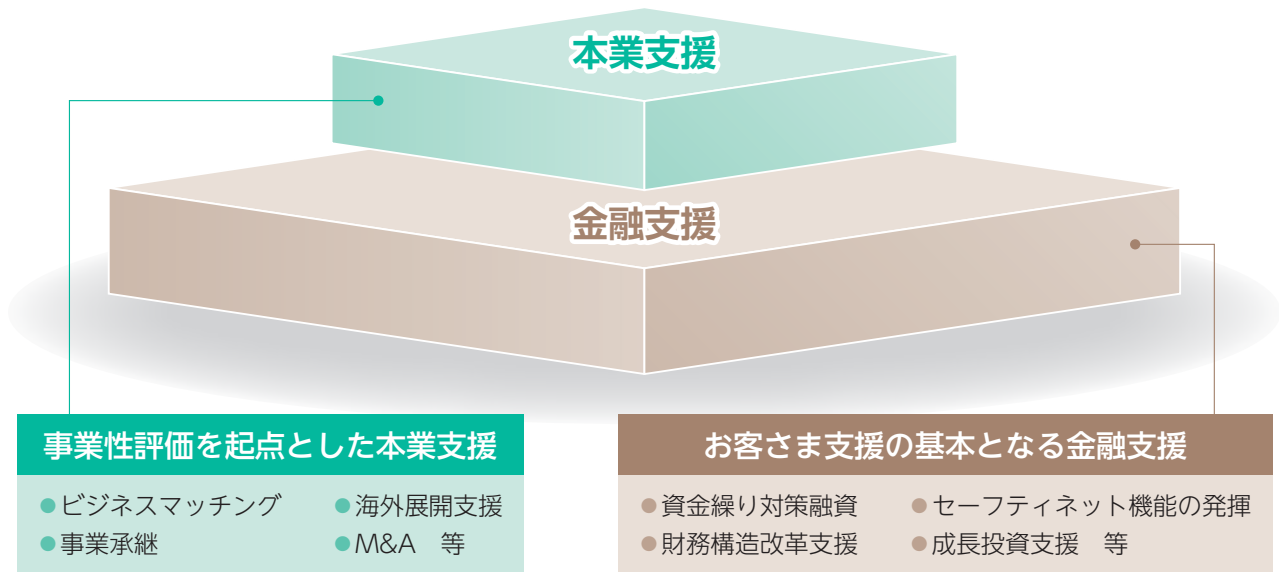 本業支援
金融支援
事業性評価を起点とした本業支援
●ビジネスマッチング ●海外展開支援
●事業承継 ●M&A 等
お客さま支援の基本となる金融支援
●資金繰り対策融資 ●セーフティネット機能の発揮
●財務構造改革支援 ●成長投資支援 等